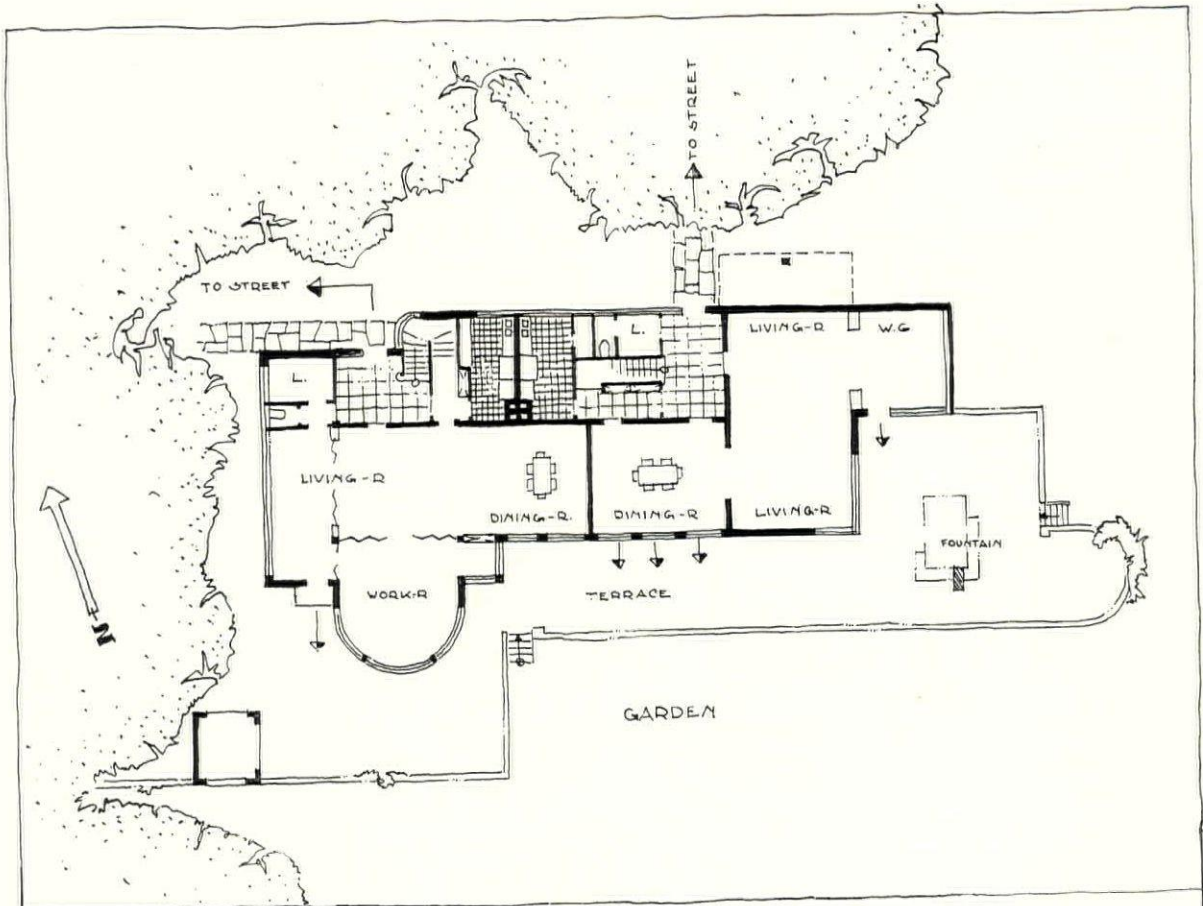 TO STREET
TO STREET
L.
LIVING-R
W.G
L.
LIVING-R
DINING-R.
DINING-R
LIVING-R
FOUNTAIN
WORK-R
TERRACE
N
GARDEN